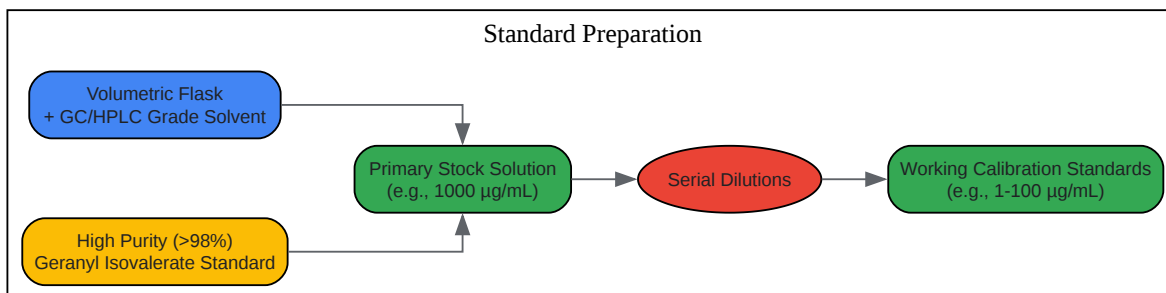 Standard Preparation
Volumetric Flask
+ GC/HPLC Grade Solvent
High Purity (>98%)
Geranyl Isovalerate Standard
Primary Stock Solution
(e.g., 1000 µg/mL)
Serial Dilutions
Working Calibration Standards
(e.g., 1-100 µg/mL)